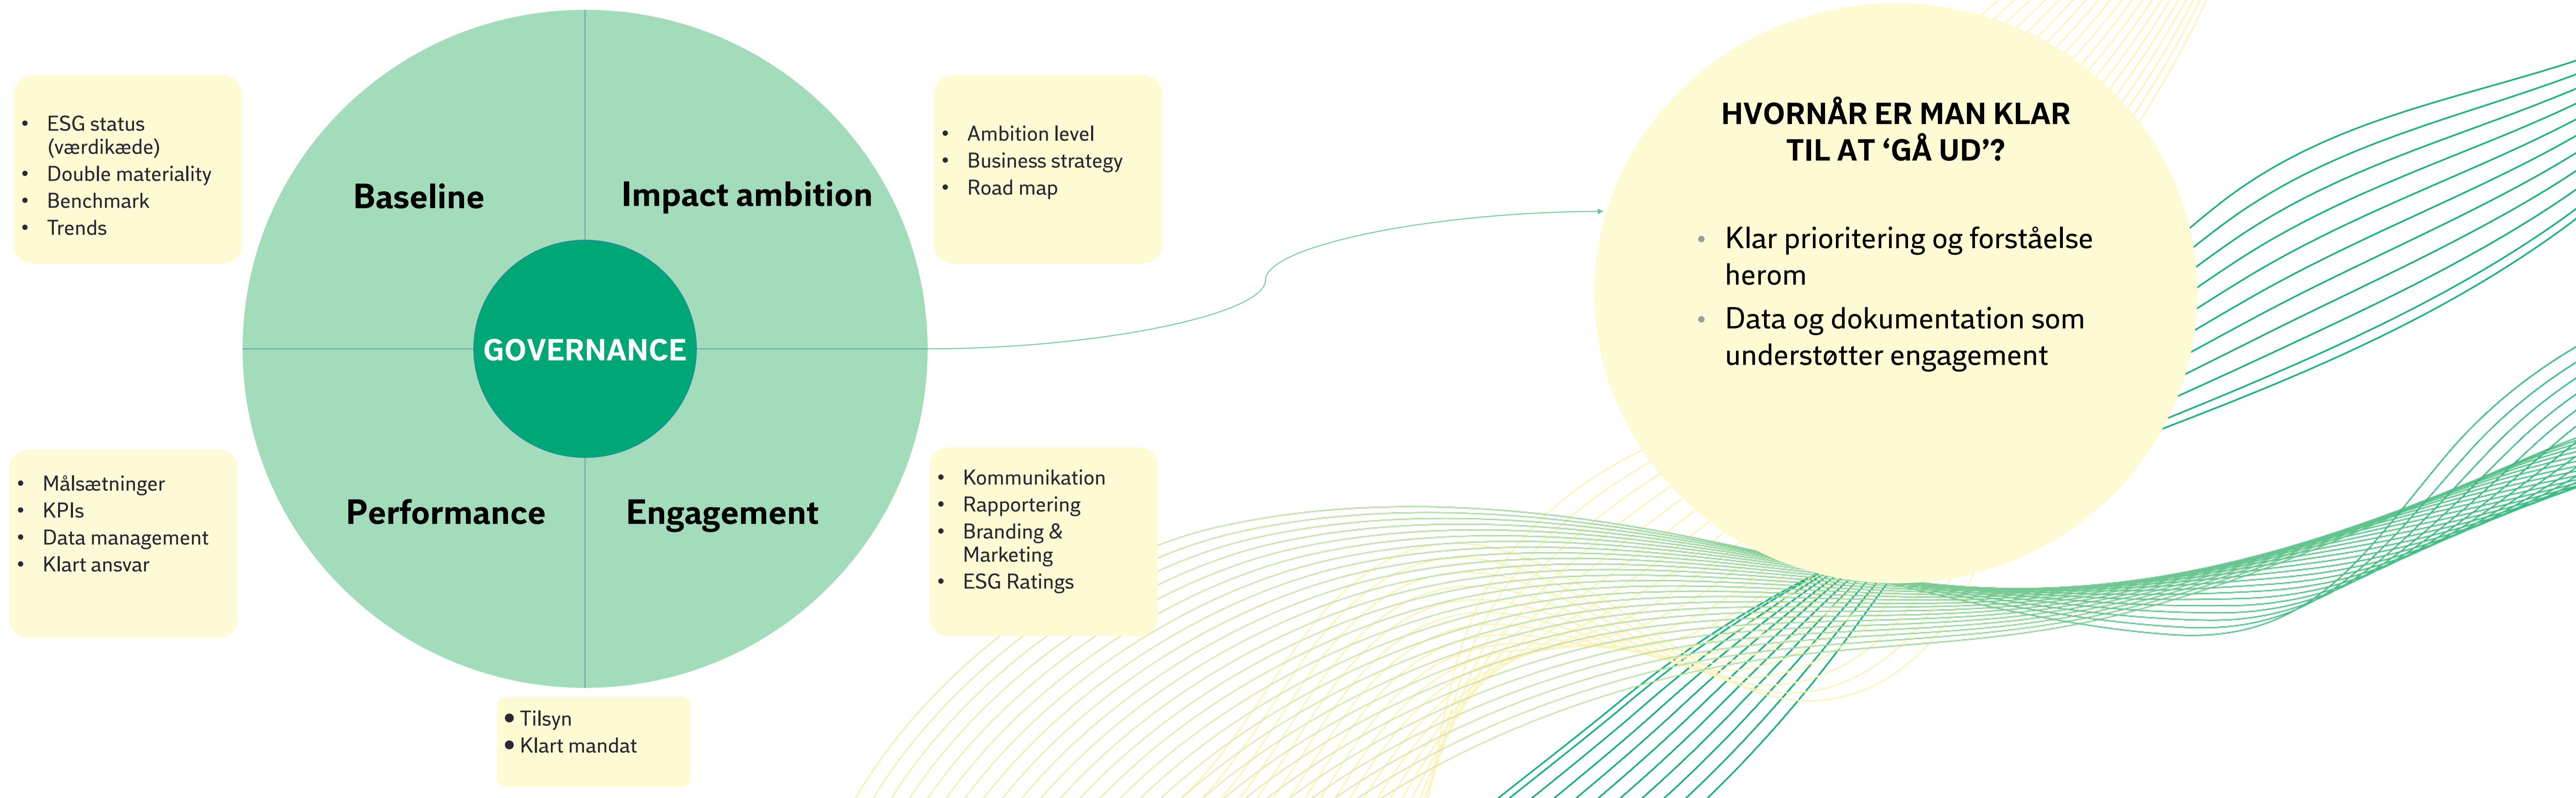 • ESG status
(værdikæde)
• Double materiality
• Benchmark
• Trends
Baseline
Impact ambition
• Ambition level
• Business strategy
• Road map
GOVERNANCE
• Målsætninger
• KPIs
• Data management
• Klart ansvar
Performance
Engagement
• Kommunikation
• Rapportering
• Branding &
Marketing
• ESG Ratings
• Tilsyn
• Klart mandat
HVORNÅR ER MAN KLAR
TIL AT ‘GÅ UD’?
• Klar prioritering og forståelse
herom
• Data og dokumentation som
understøtter engagement